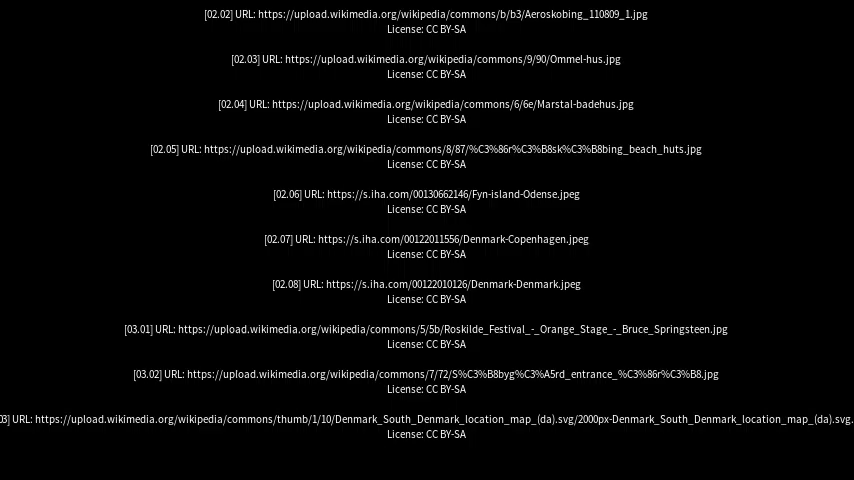 [02.02] URL: https://upload.wikimedia.org/wikipedia/commons/b/b3/Aeroskobing_110809_1.jpg
License: CC BY-SA
[02.03] URL: https://upload.wikimedia.org/wikipedia/commons/9/90/Ommel-hus.jpg
License: CC BY-SA
[02.04] URL: https://upload.wikimedia.org/wikipedia/commons/6/6e/Marstal-badehus.jpg
License: CC BY-SA
[02.05] URL: https://upload.wikimedia.org/wikipedia/commons/8/87/%C3%86r%C3%B8sk%C3%B8bing_beach_huts.jpg
License: CC BY-SA
[02.06] URL: https://s.iha.com/00130662146/Fyn-island-Odense.jpeg
License: CC BY-SA
[02.07] URL: https://s.iha.com/00122011556/Denmark-Copenhagen.jpeg
License: CC BY-SA
[02.08] URL: https://s.iha.com/00122010126/Denmark-Denmark.jpeg
License: CC BY-SA
[03.01] URL: https://upload.wikimedia.org/wikipedia/commons/5/5b/Roskilde_Festival_-_Orange_Stage_-_Bruce_Springsteen.jpg
License: CC BY-SA
[03.02] URL: https://upload.wikimedia.org/wikipedia/commons/7/72/S%C3%B8byg%C3%A5rd_entrance_%C3%86r%C3%B8.jpg
License: CC BY-SA
03] URL: https://upload.wikimedia.org/wikipedia/commons/thumb/1/10/Denmark_South_Denmark_location_map_(da).svg/2000px-Denmark_South_Denmark_location_map_(da).svg.
License: CC BY-SA